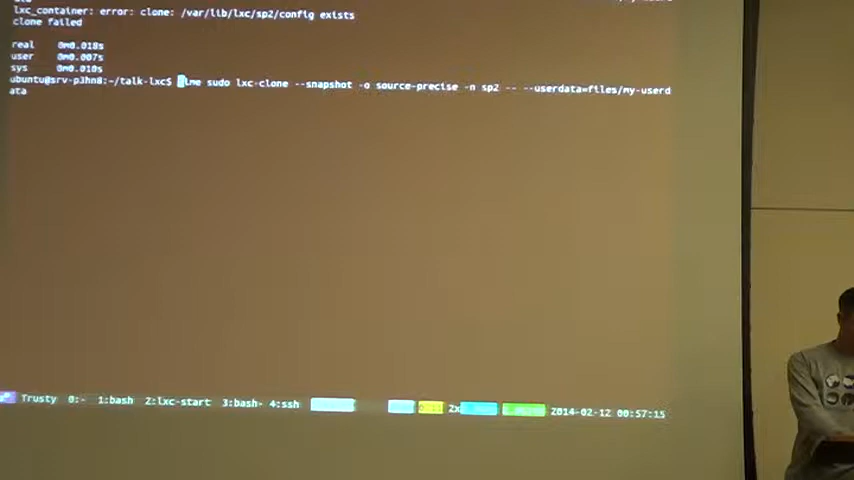 lxc_container: error: clone: /var/lib/lxc/sp2/config exists
clone failed
real 0m0.018s
user 0m0.007s
sys 0m0.010s
ubuntu@srv-p3hn8:~/talk-lxc$ time sudo lxc-clone --snapshot -o source-precise -n sp2 -- --userdata=files/my-userd
ata
Trusty 0:- 1:bash 2:lxc-start 3:bash- 4:ssh 2x 2014-02-12 00:57:15